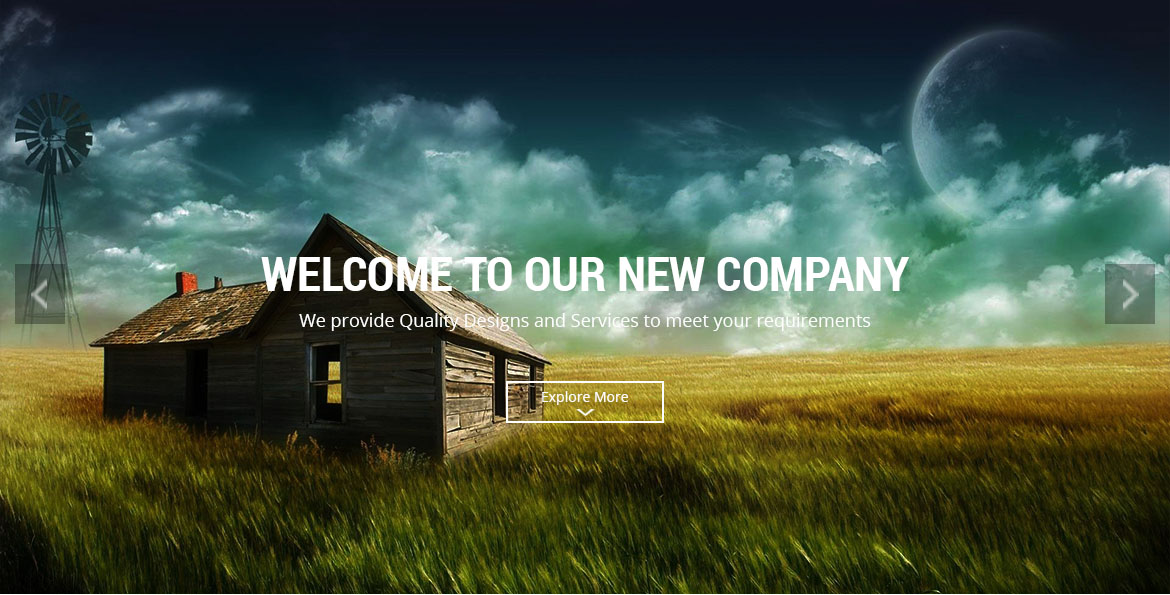 WELCOME TO OUR NEW COMPANY
We provide Quality Designs and Services to meet your requirements
Explore More